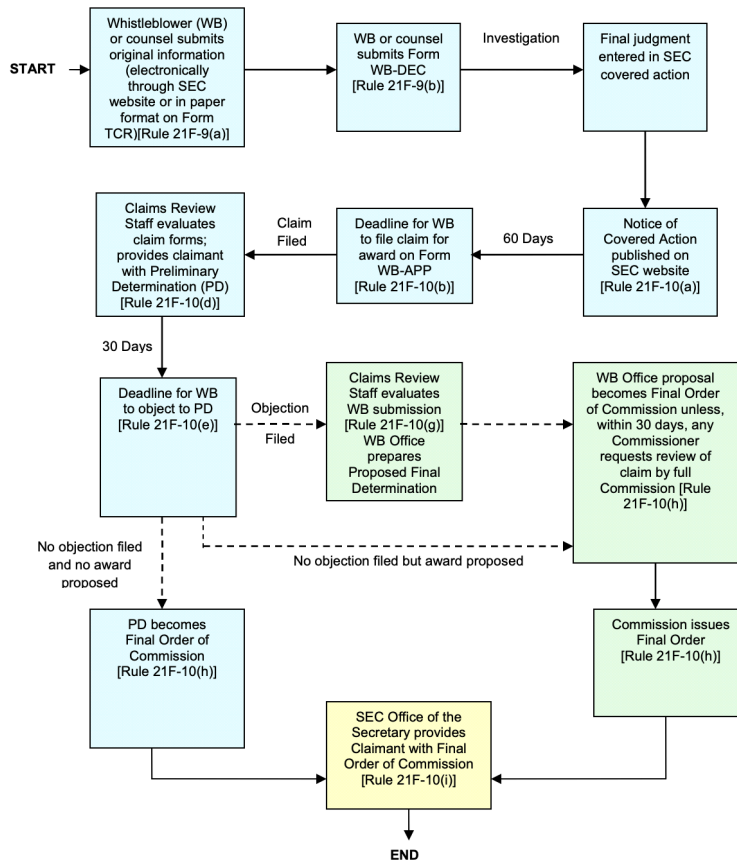 START
Whistleblower (WB)
or counsel submits
original information
(electronically
through SEC
website or in paper
format on Form
TCR)[Rule 21F-9(a)]
WB or counsel
submits Form
WB-DEC
[Rule 21F-9(b)]
Investigation
Final judgment
entered in SEC
covered action
Notice of
Covered Action
published on
SEC website
[Rule 21F-10(a)]
60 Days
Deadline for WB
to file claim for
award on Form
WB-APP
[Rule 21F-10(b)]
Claim
Filed
Claims Review
Staff evaluates
claim forms;
provides claimant
with Preliminary
Determination (PD)
[Rule 21F-10(d)]
30 Days
Deadline for WB
to object to PD
[Rule 21F-10(e)]
Objection
Filed
Claims Review
Staff evaluates
WB submission
[Rule 21F-10(g)]
WB Office
prepares
Proposed Final
Determination
WB Office proposal
becomes Final Order
of Commission unless,
within 30 days, any
Commissioner
requests review of
claim by full
Commission [Rule
21F-10(h)]
No objection filed
and no award
proposed
No objection filed but award proposed
PD becomes
Final Order of
Commission
[Rule 21F-10(h)]
Commission issues
Final Order
[Rule 21F-10(h)]
SEC Office of the
Secretary provides
Claimant with Final
Order of Commission
[Rule 21F-10(i)]
END